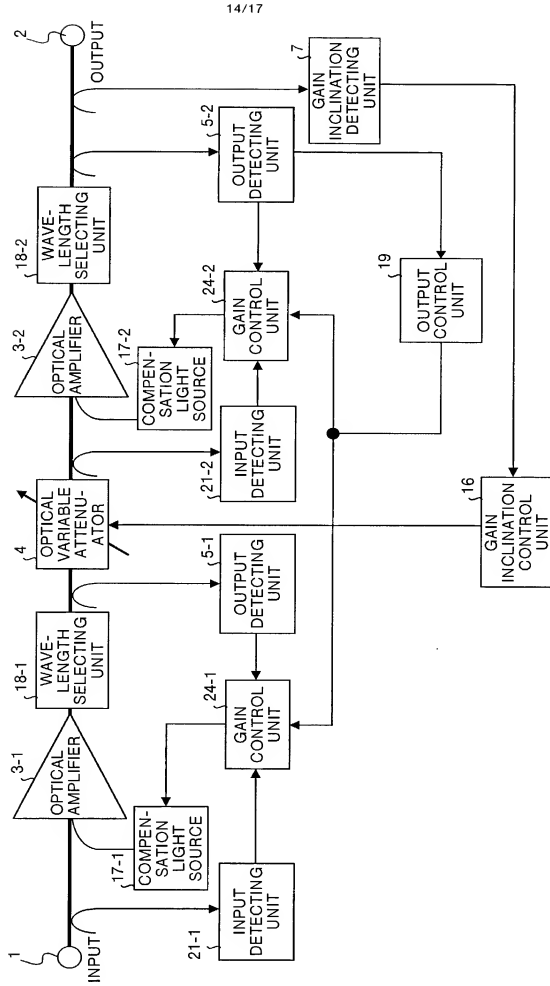 14/17
1
INPUT
3-1
OPTICAL
AMPLIFIER
18-1
WAVE-
LENGTH
SELECTING
UNIT
4
OPTICAL
VARIABLE
ATTENU-
ATOR
3-2
OPTICAL
AMPLIFIER
18-2
WAVE-
LENGTH
SELECTING
UNIT
2
OUTPUT
17-1
COMPEN-
SATION
LIGHT
SOURCE
17-2
COMPEN-
SATION
LIGHT
SOURCE
21-1
INPUT
DETECTING
UNIT
24-1
GAIN
CONTROL
UNIT
5-1
OUTPUT
DETECTING
UNIT
21-2
INPUT
DETECTING
UNIT
24-2
GAIN
CONTROL
UNIT
5-2
OUTPUT
DETECTING
UNIT
7
GAIN
INCLINATION
DETECTING
UNIT
19
OUTPUT
CONTROL
UNIT
16
GAIN
INCLINATION
CONTROL
UNIT